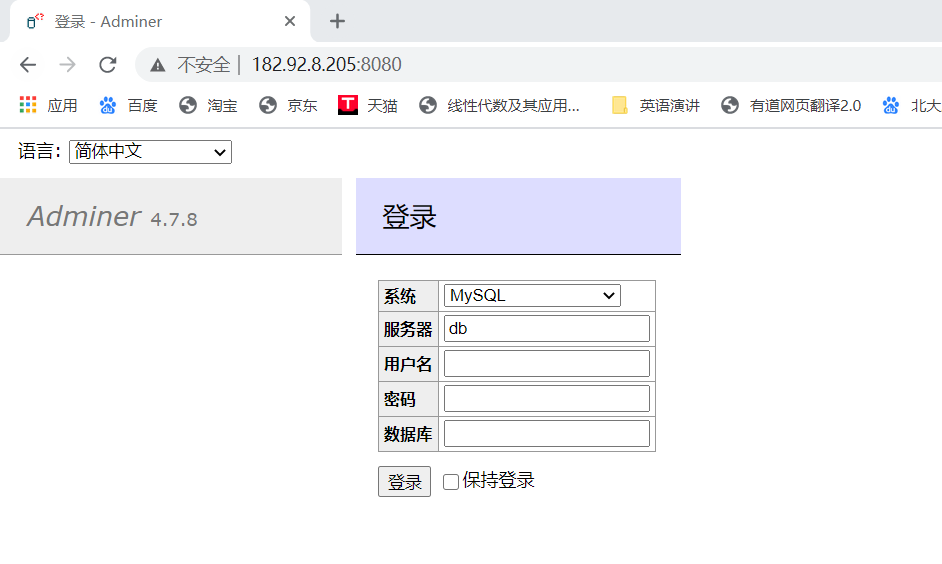 登录 - Adminer
不安全 | 182.92.8.205:8080
应用 百度 淘宝 京东 T 天猫 线性代数及其应用... 英语演讲 有道网页翻译2.0 北大
语言: 简体中文
Adminer 4.7.8
登录
系统 MySQL
服务器 db
用户名
密码
数据库
登录 保持登录